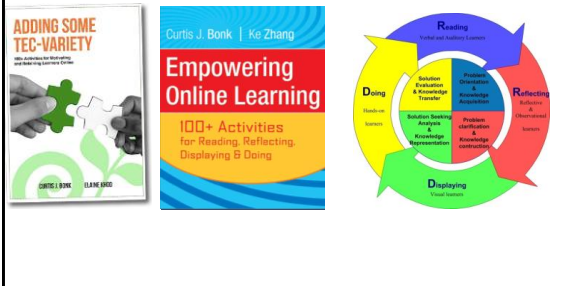 ADDING SOME
TEC-VARIETY
100+ Activities for Motivating
and Retaining Learners Online
CURTIS J. BONK ELAINE KHOO
Curtis J. Bonk | Ke Zhang
Empowering
Online Learning
100+ Activities
for Reading, Reflecting,
Displaying & Doing
Reading
Verbal and Auditory Learners
Doing
Hands-on
learners
Reflecting
Reflective
&
Observational
learners
Displaying
Visual learners
Solution
Evaluation
& Knowledge
Transfer
Problem
Orientation
&
Knowledge
Acquisition
Solution Seeking
Analysis
&
Knowledge
Representation
Problem
clarification
&
Knowledge
contruction